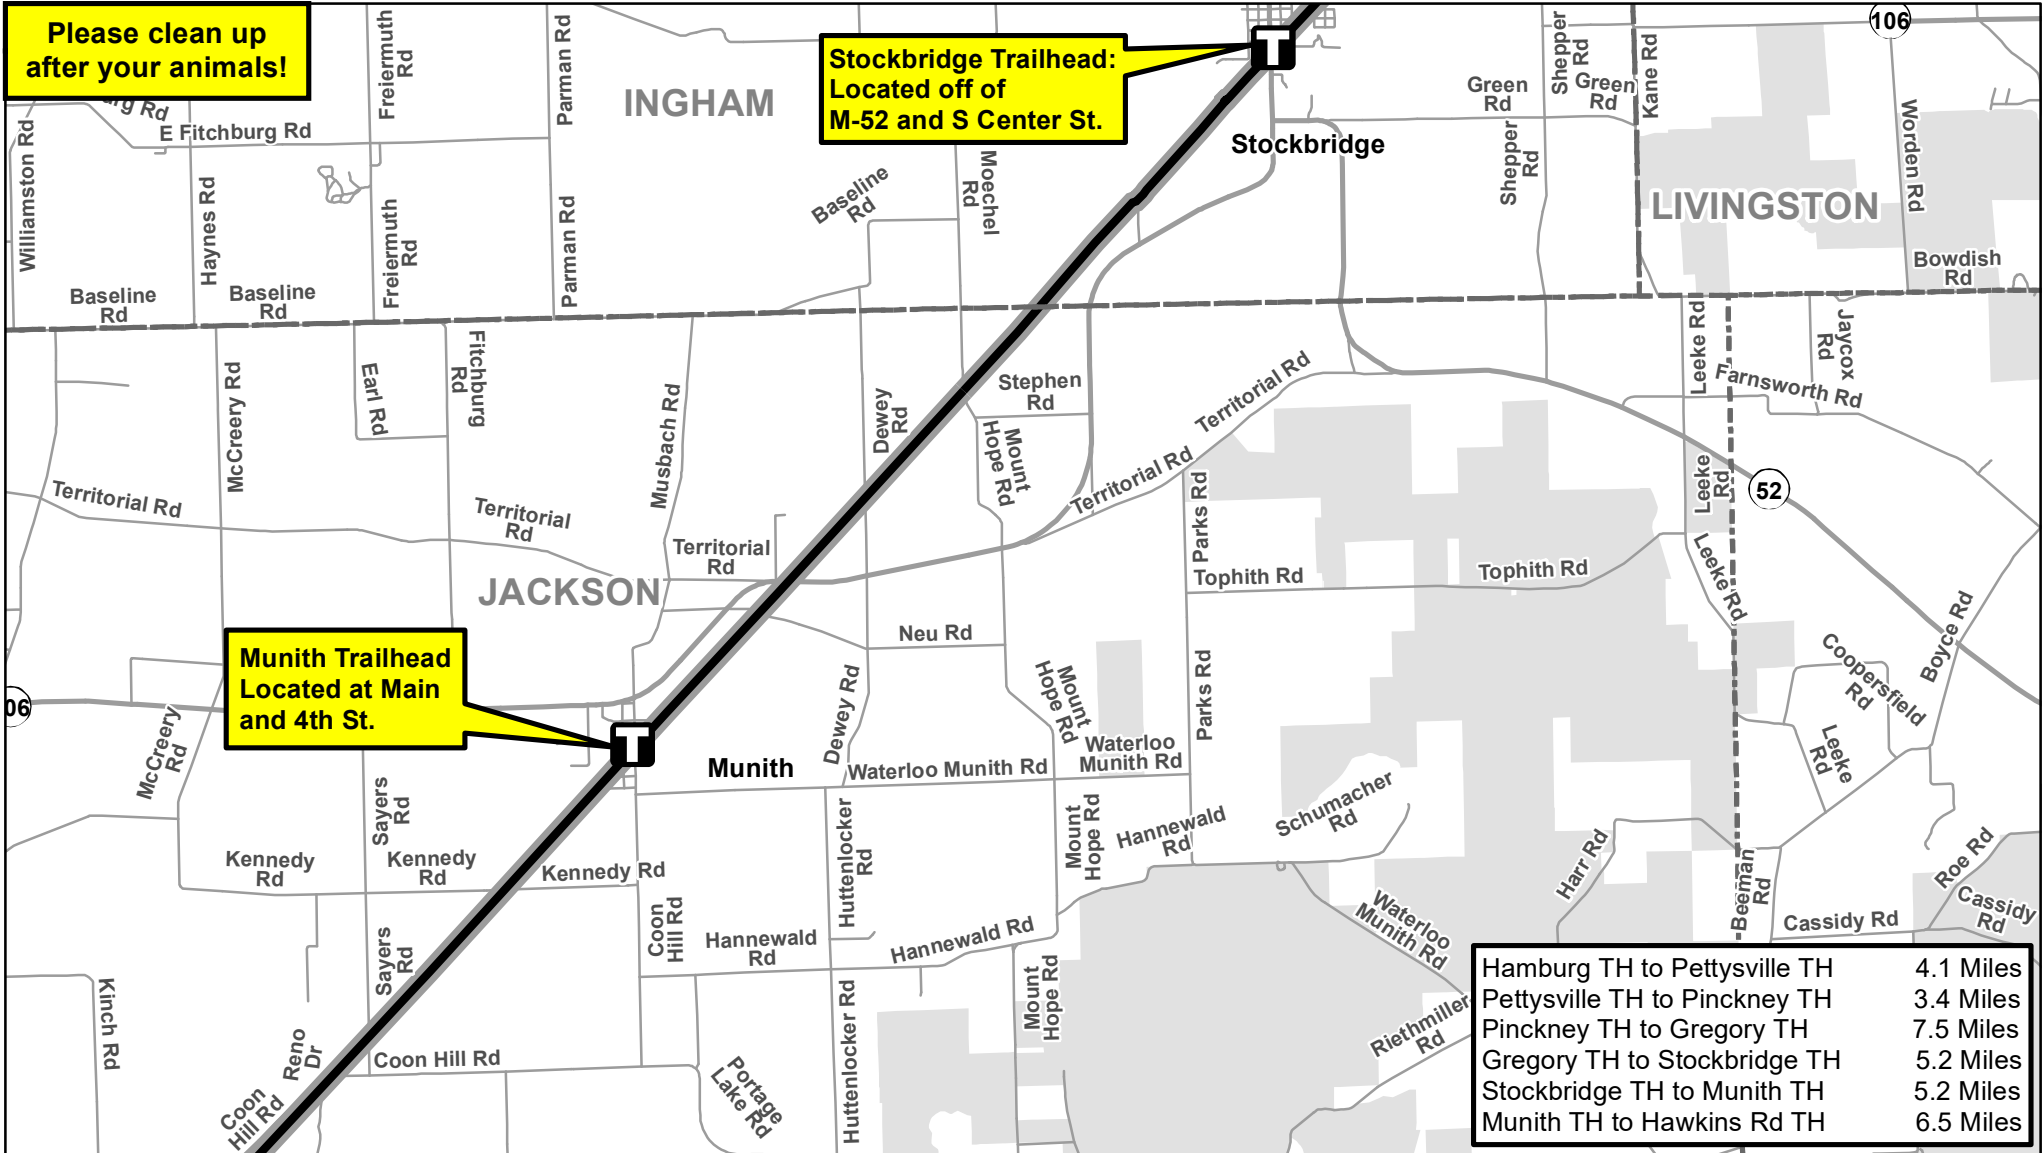 Please clean up
after your animals!
Stockbridge Trailhead:
Located off of
M-52 and S Center St.
106
INGHAM
Stockbridge
LIVINGSTON
Williamston Rd
E Fitchburg Rd
Haynes Rd
Freiermuth
Rd
Freiermuth
Rd
Parman Rd
Parman Rd
Baseline
Rd
Baseline
Rd
Baseline
Rd
Moechel
Rd
Green
Rd
Shepper
Rd
Green
Rd
Shepper
Rd
Kane Rd
Worden Rd
Bowdish
Rd
McCreery Rd
Earl Rd
Fitchburg
Rd
Musbach Rd
Dewey
Rd
Stephen
Rd
Mount
Hope Rd
Territorial Rd
Territorial Rd
Leeke Rd
Jaycox
Rd
Farnsworth Rd
Territorial Rd
Territorial
Rd
Territorial
Rd
Parks Rd
Leeke
Rd
52
JACKSON
Tophith Rd
Tophith Rd
Leeke Rd
Neu Rd
Boyce Rd
Munith Trailhead
Located at Main
and 4th St.
06
McCreery
Rd
Munith
Dewey Rd
Mount
Hope Rd
Parks Rd
Coopersfield
Rd
Leeke
Rd
Waterloo Munith Rd
Waterloo
Munith Rd
Sayers
Rd
Kennedy
Rd
Kennedy
Rd
Kennedy Rd
Huttenlocker
Rd
Mount
Hope Rd
Hannewald
Rd
Schumacher
Rd
Harr Rd
Beeman
Rd
Roe Rd
Cassidy Rd
Cassidy
Rd
Sayers
Rd
Coon
Hill Rd
Hannewald
Rd
Hannewald Rd
Waterloo
Munith Rd
Kinch Rd
Reno
Dr
Coon Hill Rd
Coon
Hill Rd
Portage
Lake Rd
Huttenlocker Rd
Mount
Hope Rd
Riethmiller
Rd
Hamburg TH to Pettysville TH 4.1 Miles
Pettysville TH to Pinckney TH 3.4 Miles
Pinckney TH to Gregory TH 7.5 Miles
Gregory TH to Stockbridge TH 5.2 Miles
Stockbridge TH to Munith TH 5.2 Miles
Munith TH to Hawkins Rd TH 6.5 Miles
T
T